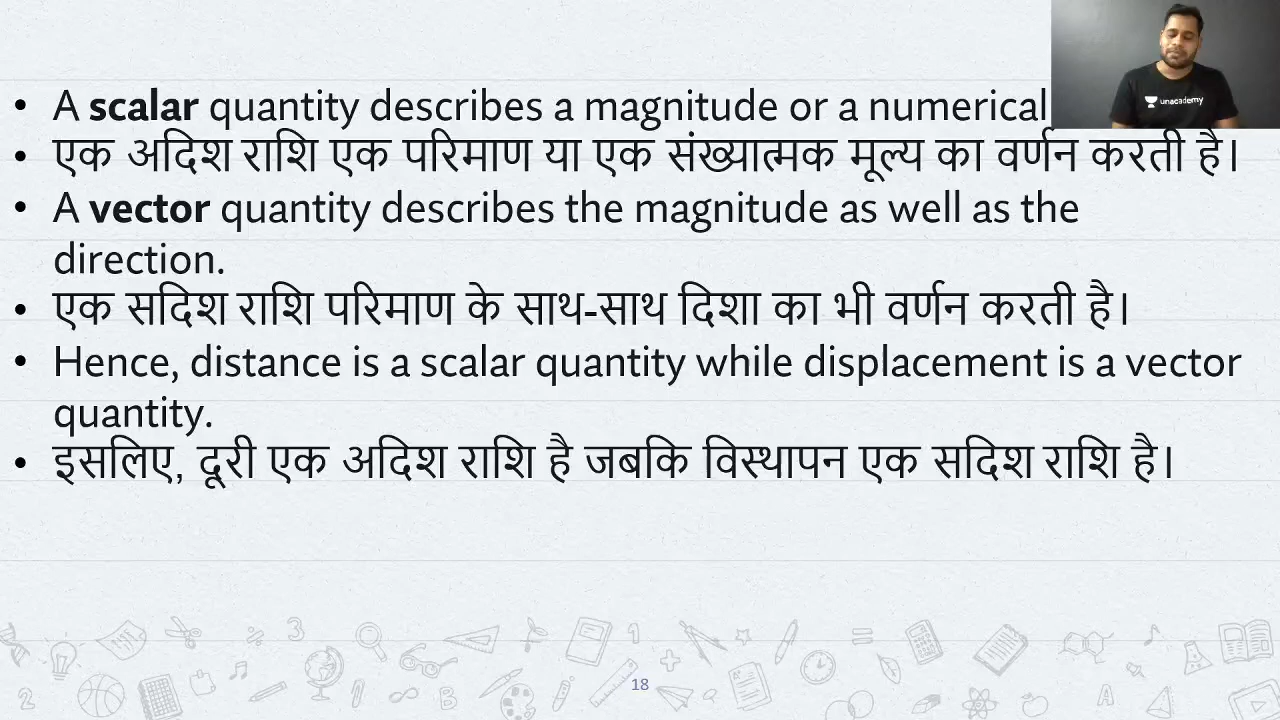 • A scalar quantity describes a magnitude or a numerical
• एक अदिश राशि एक परिमाण या एक संख्यात्मक मूल्य का वर्णन करती है।
• A vector quantity describes the magnitude as well as the
direction.
• एक सदिश राशि परिमाण के साथ-साथ दिशा का भी वर्णन करती है।
• Hence, distance is a scalar quantity while displacement is a vector
quantity.
• इसलिए, दूरी एक अदिश राशि है जबकि विस्थापन एक सदिश राशि है।
unacademy
18